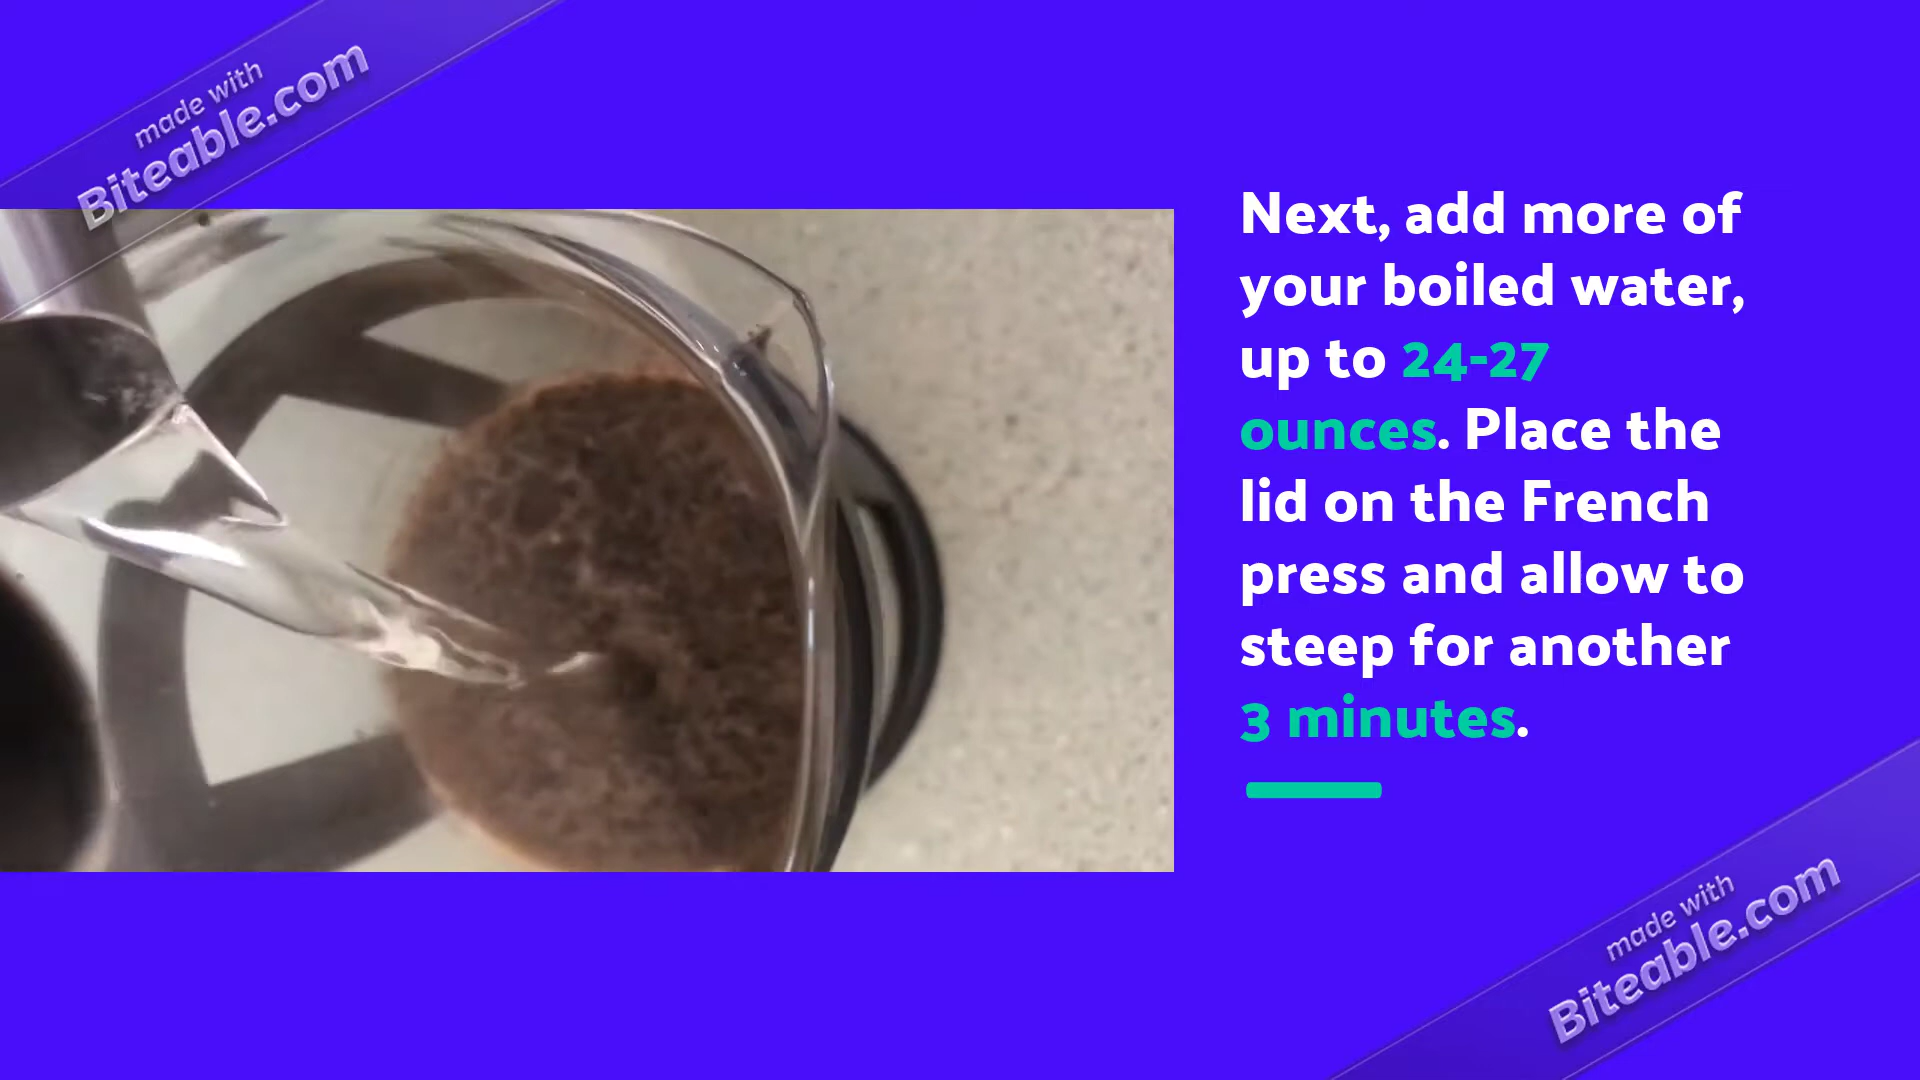 made with
Biteable.com
Next, add more of
your boiled water,
up to 24-27
ounces. Place the
lid on the French
press and allow to
steep for another
3 minutes.
made with
Biteable.com